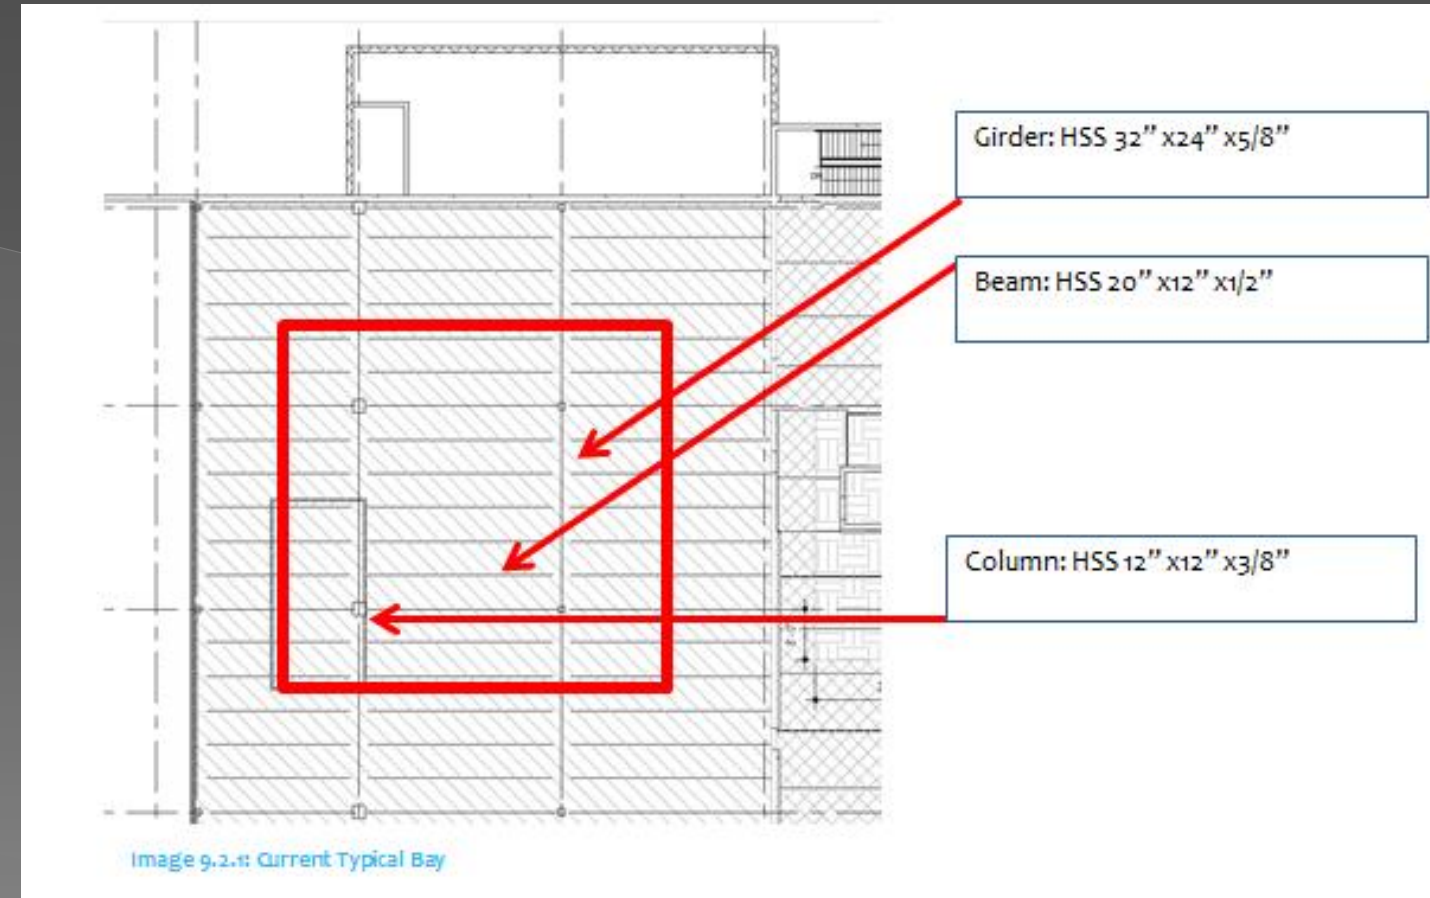 Girder: HSS 32” x24” x5/8”
Beam: HSS 20” x12” x1/2”
Column: HSS 12” x12” x3/8”
Image 9.2.1: Current Typical Bay